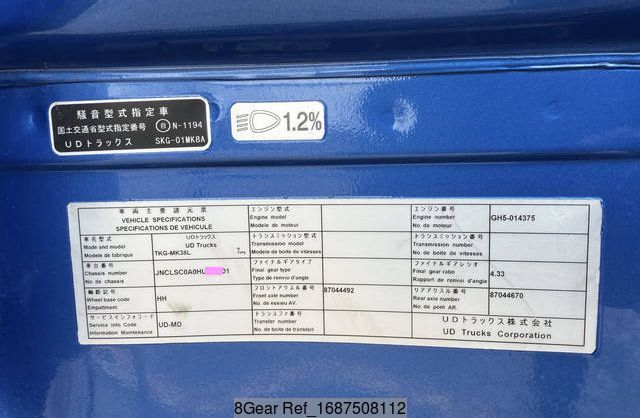 騒音型式指定車
国土交通省型式指定番号 自 N-1194
UDトラックス SKG-01MKBA
1.2%
車両主要諸元票
VEHICLE SPECIFICATIONS
SPECIFICATIONS DE VEHICULE
エンジン型式
Engine model
Modele de moteur
エンジン番号
Engine number
No. de moteur
GH5-014375
車名型式
Mode and model
Modele de fabrique
UDトラックス
UD Trucks
TKG-MK38L
トランスミッション型式
Transmission model
Modele de boite de vitesses
トランスミッション番号
Transmission number
No. de boite de vitesses
車台番号
Chassis number
No. de chassis
JNCLSC0A0HU 01
ファイナルギアタイプ
Final gear type
Type de renvoi d'angle
ファイナルギアレシオ
Final gear ratio
Rapport de renvoi d'angle
4.33
軸距記号
Wheel base code
Empattement
HH
フロントアクスル番号
Front axle number
No. de essieu AV.
87044492
リアアクスル番号
Rear axle number
No. de pont AR.
87044670
サービスインフォコード
Service info Code
Information Maintenance
UD-MD
トランスファ番号
Transfer number
No. de boite de transfert
UDトラックス株式会社
UD Trucks Corporation
8Gear Ref_1687508112